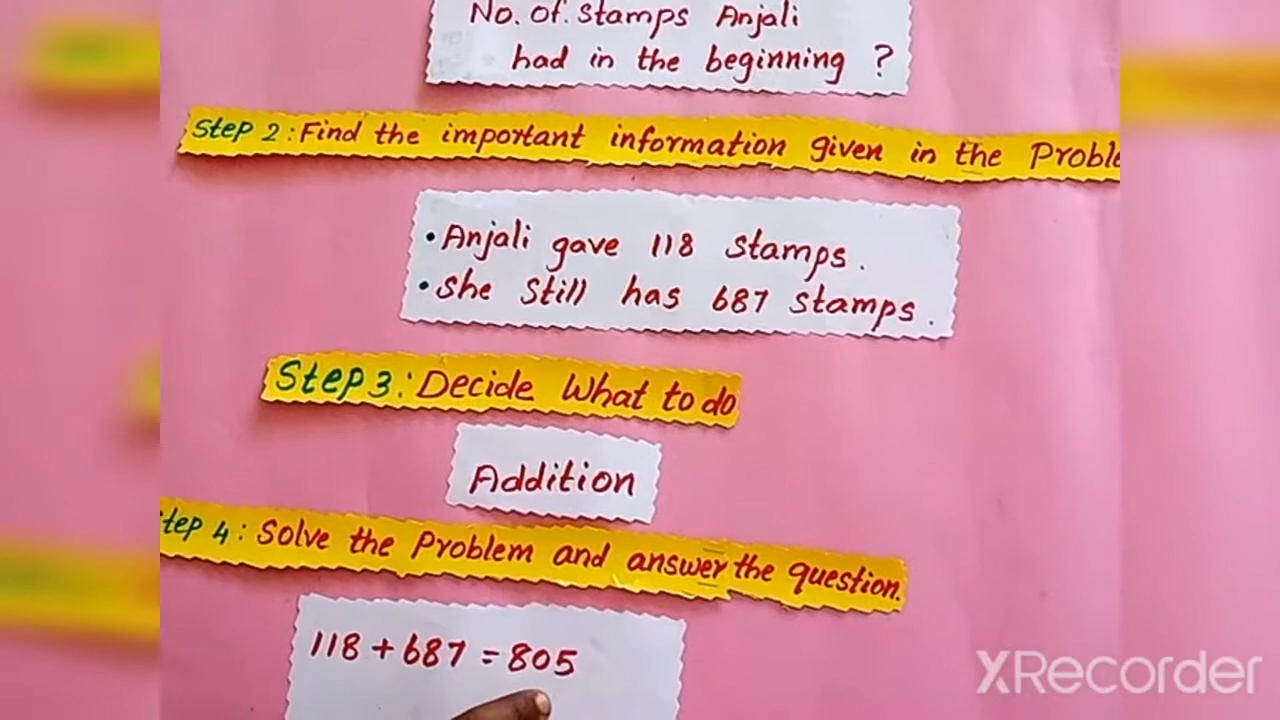 No. of. Stamps Anjali
had in the beginning ?
Step 2 : Find the important information given in the Proble
• Anjali gave 118 Stamps.
• She Still has 687 Stamps.
Step 3 : Decide What to do
Addition
tep 4 : Solve the Problem and answer the question.
118 + 687 = 805
XRecorder